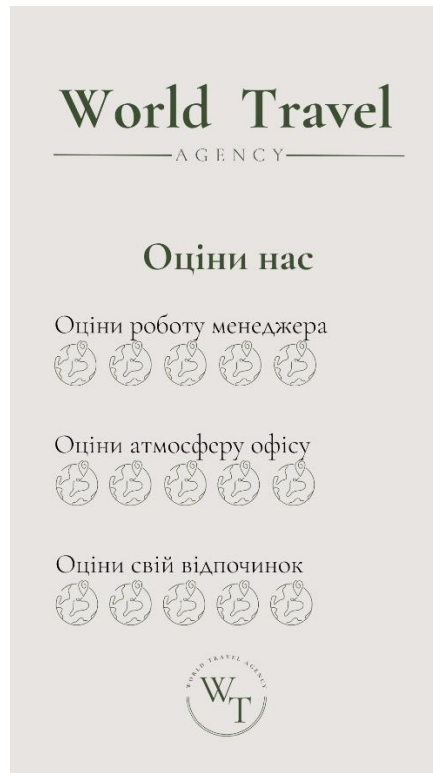 World Travel
AGENCY
Оціни нас
Оціни роботу менеджера
Оціни атмосферу офісу
Оціни свій відпочинок
WORLD TRAVEL AGENCY
WT